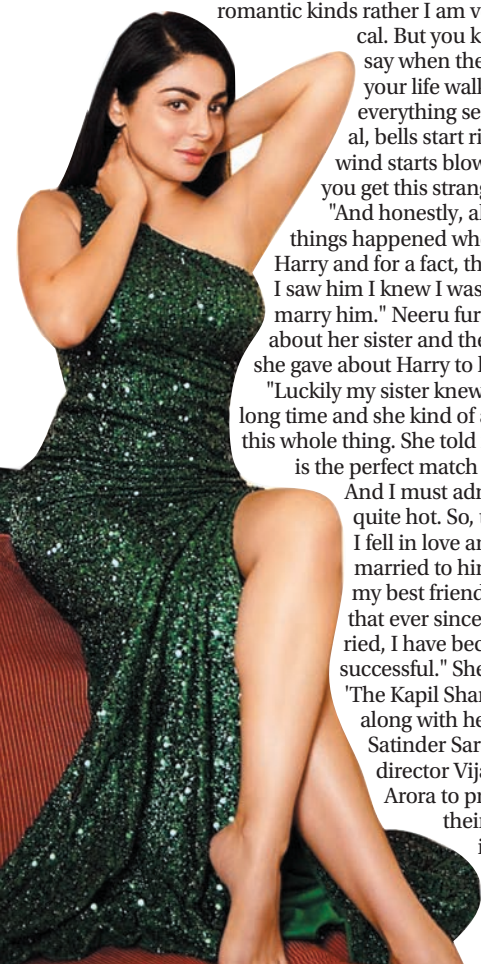 romantic kinds rather I am v
cal. But you k
say when the
your life wall
everything se
al, bells start ri
wind starts blow
you get this strang
"And honestly, al
things happened who
Harry and for a fact, th
I saw him I knew I was
marry him." Neeru fur
about her sister and the
she gave about Harry to
"Luckily my sister knew
long time and she kind of
this whole thing. She told
is the perfect match
And I must adr
quite hot. So,
I fell in love an
married to hir
my best friend
that ever since
ried, I have bec
successful." She
'The Kapil Shar
along with he
Satinder Sar
director Vija
Arora to pr
their
i